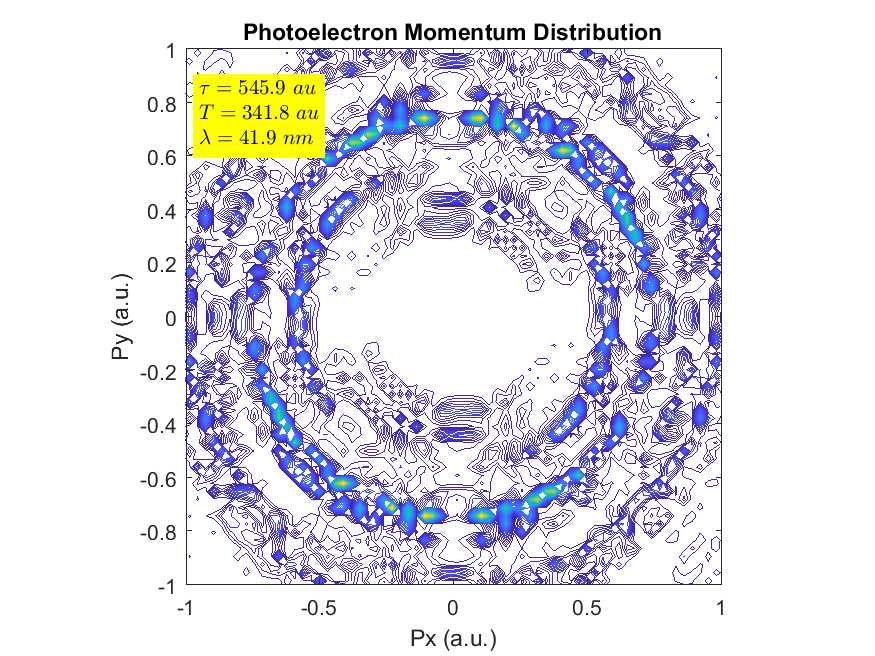 Photoelectron Momentum Distribution
τ = 545.9 au
T = 341.8 au
λ = 41.9 nm
1
0.8
0.6
0.4
0.2
0
-0.2
-0.4
-0.6
-0.8
-1
Py (a.u.)
-1 -0.5 0 0.5 1
Px (a.u.)